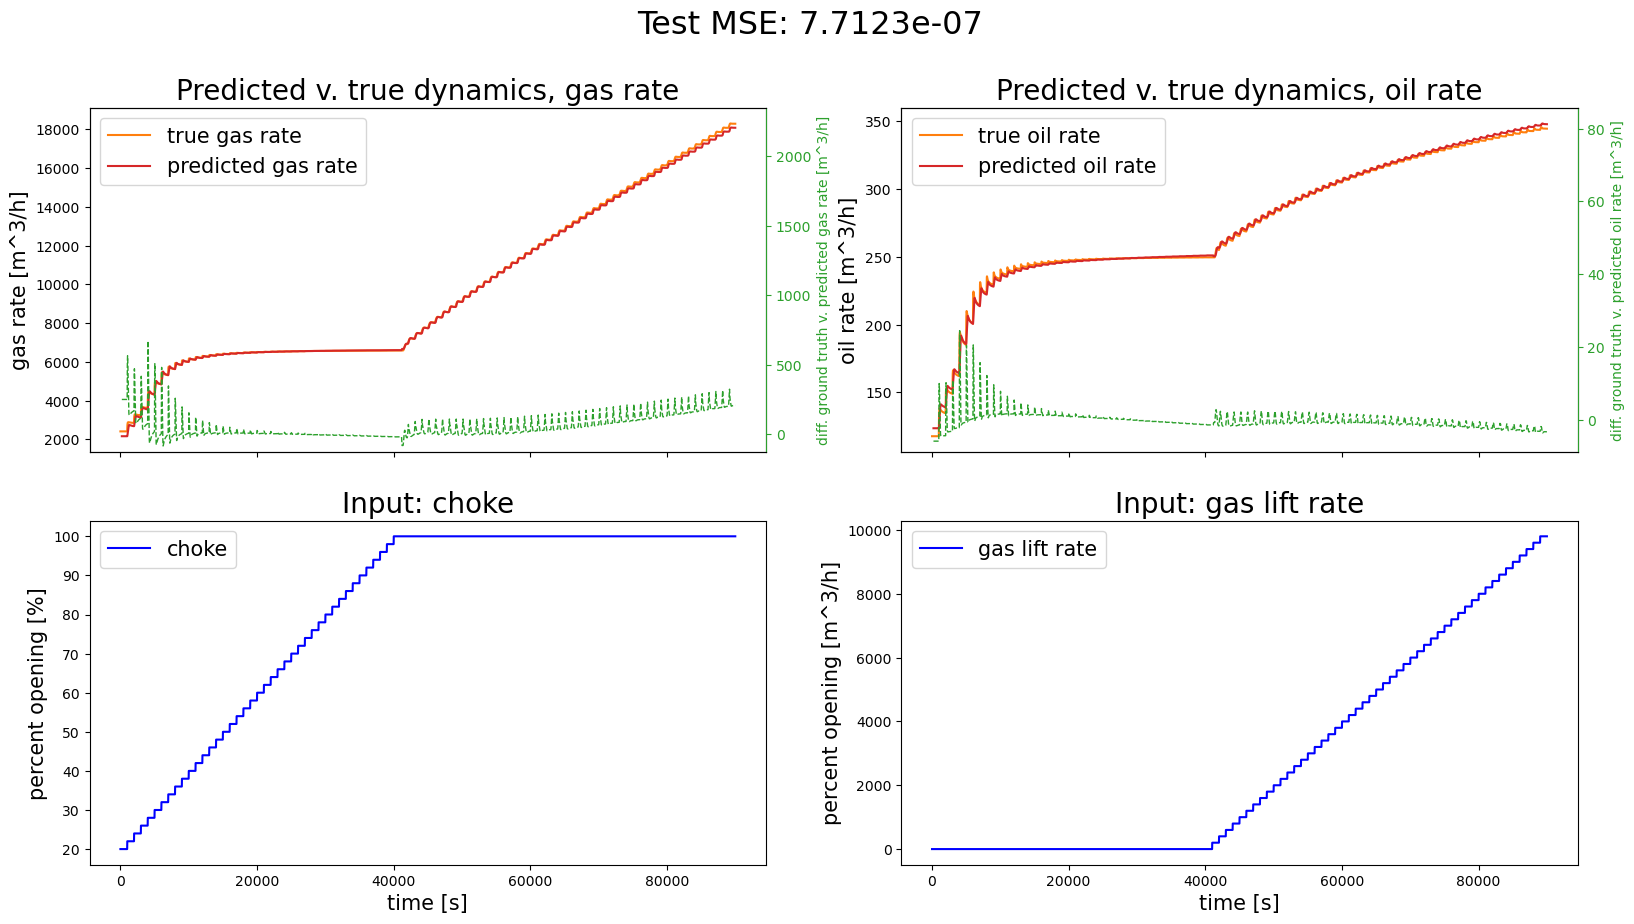 Test MSE: 7.7123e-07
Predicted v. true dynamics, gas rate
true gas rate
predicted gas rate
gas rate [m^3/h]
18000
16000
14000
12000
10000
8000
6000
4000
2000
2000
1500
1000
500
0
diff. ground truth v. predicted gas rate [m^3/h]
Predicted v. true dynamics, oil rate
true oil rate
predicted oil rate
oil rate [m^3/h]
350
300
250
200
150
80
60
40
20
0
diff. ground truth v. predicted oil rate [m^3/h]
Input: choke
choke
percent opening [%]
100
90
80
70
60
50
40
30
20
0 20000 40000 60000 80000
time [s]
Input: gas lift rate
gas lift rate
percent opening [m^3/h]
10000
8000
6000
4000
2000
0
0 20000 40000 60000 80000
time [s]